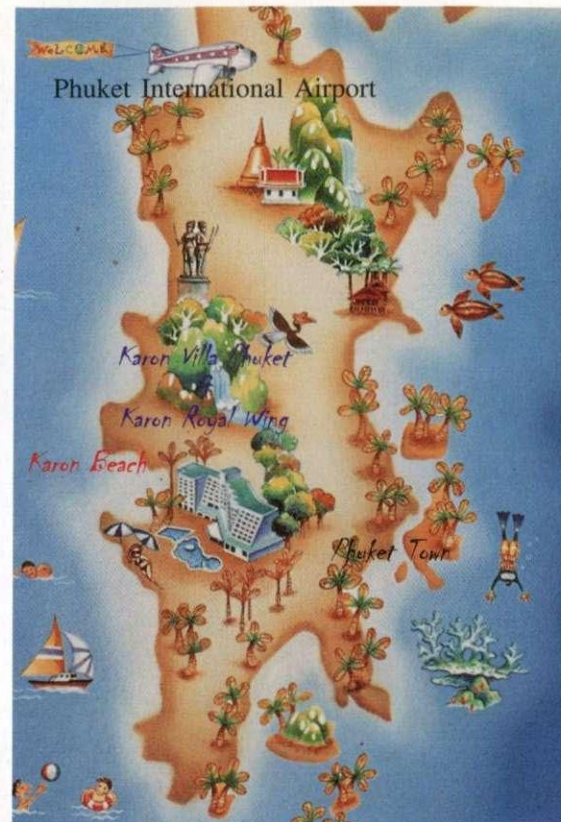 WELCOME
Phuket International Airport
Karon Villa Phuket
&
Karon Royal Wing
Karon Beach
Phuket Town